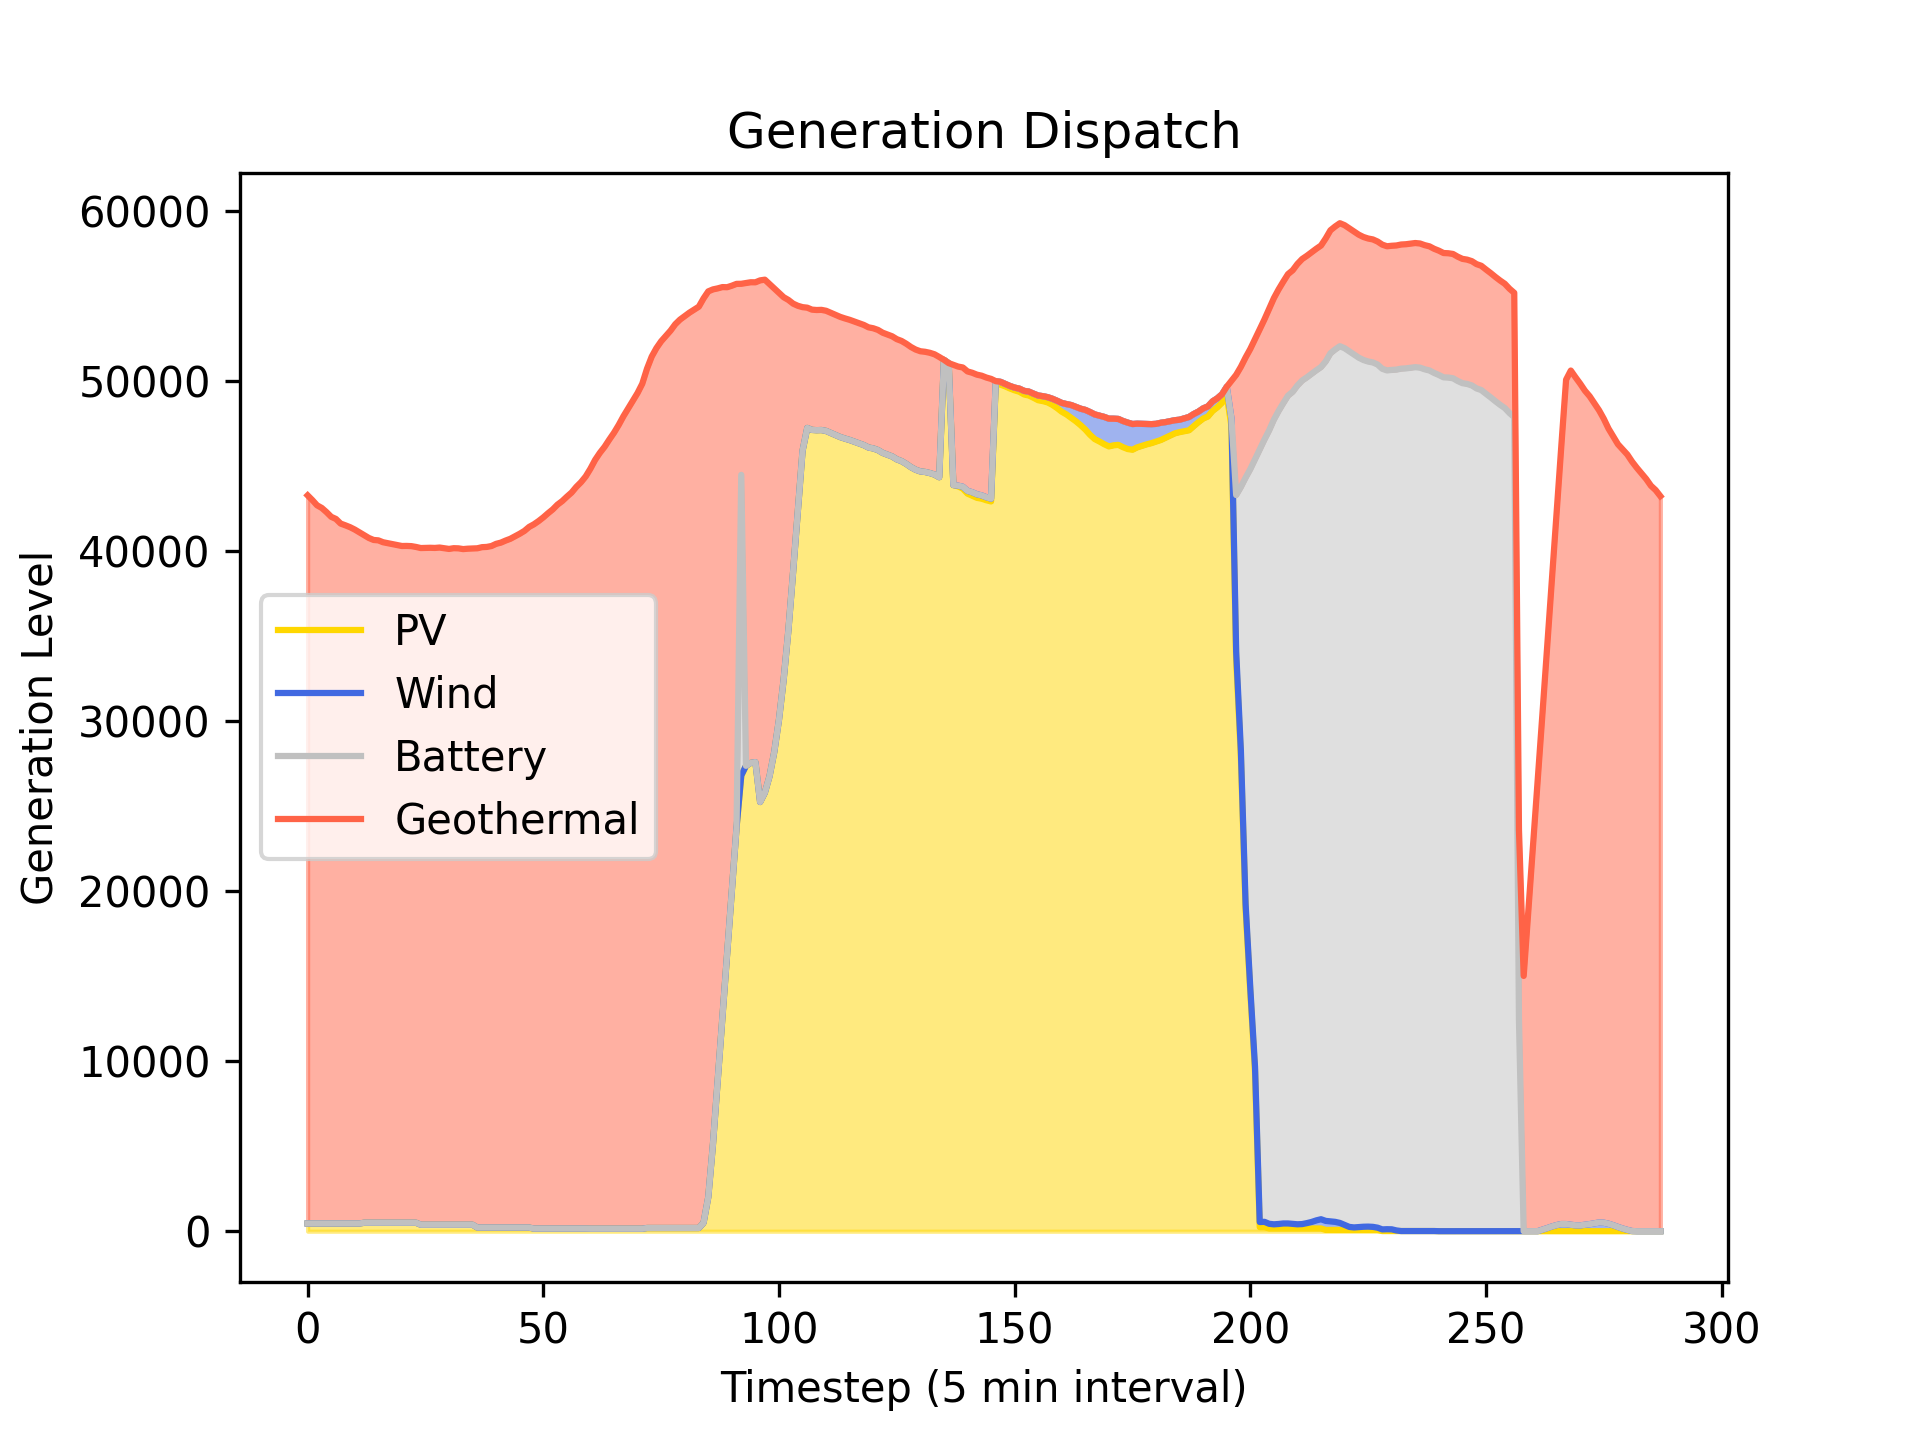 Generation Dispatch
60000
50000
40000
30000
20000
10000
0
Generation Level
PV
Wind
Battery
Geothermal
0 50 100 150 200 250 300
Timestep (5 min interval)